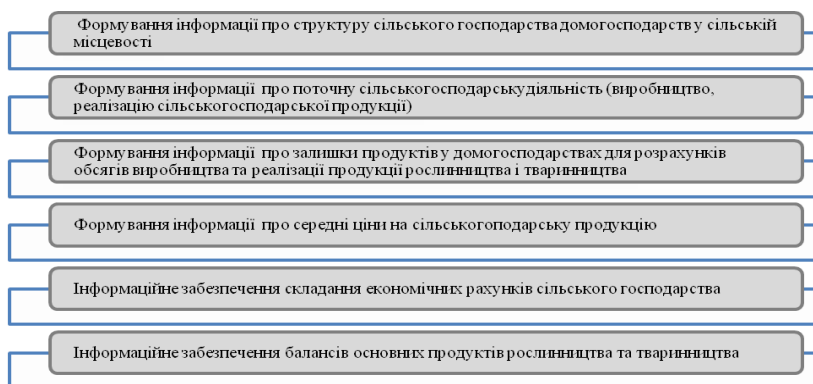 Формування інформації про структуру сільського господарства домогосподарств у сільській
місцевості
Формування інформації про поточну сільськогосподарську діяльність (виробництво,
реалізацію сільськогосподарської продукції)
Формування інформації про залишки продуктів у домогосподарствах для розрахунків
обсягів виробництва та реалізації продукції рослинництва і тваринництва
Формування інформації про середні ціни на сільськогоподарську продукцію
Інформаційне забезпечення складання економічних рахунків сільського господарства
Інформаційне забезпечення балансів основних продуктів рослинництва та тваринництва